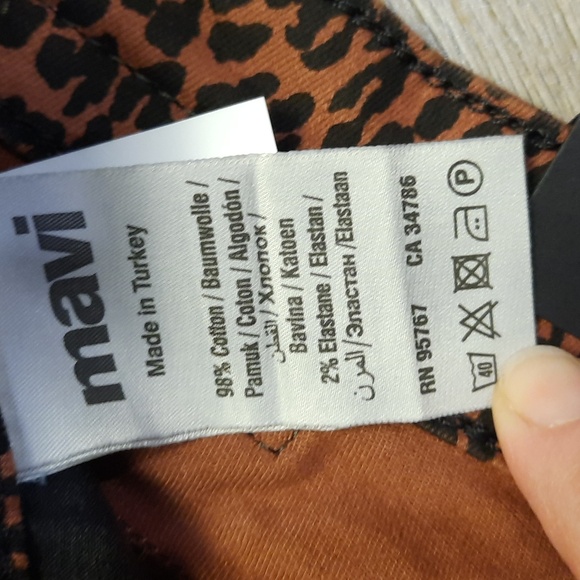 mavi
Made in Turkey
98% Cotton / Baumwolle /
Pamuk / Coton / Algodón /
القطن / Хлопок /
Bavlna / Katoen
2% Elastane / Elastan /
المرن / Эластан / Elastaan
RN 95767 CA 34786
40 P